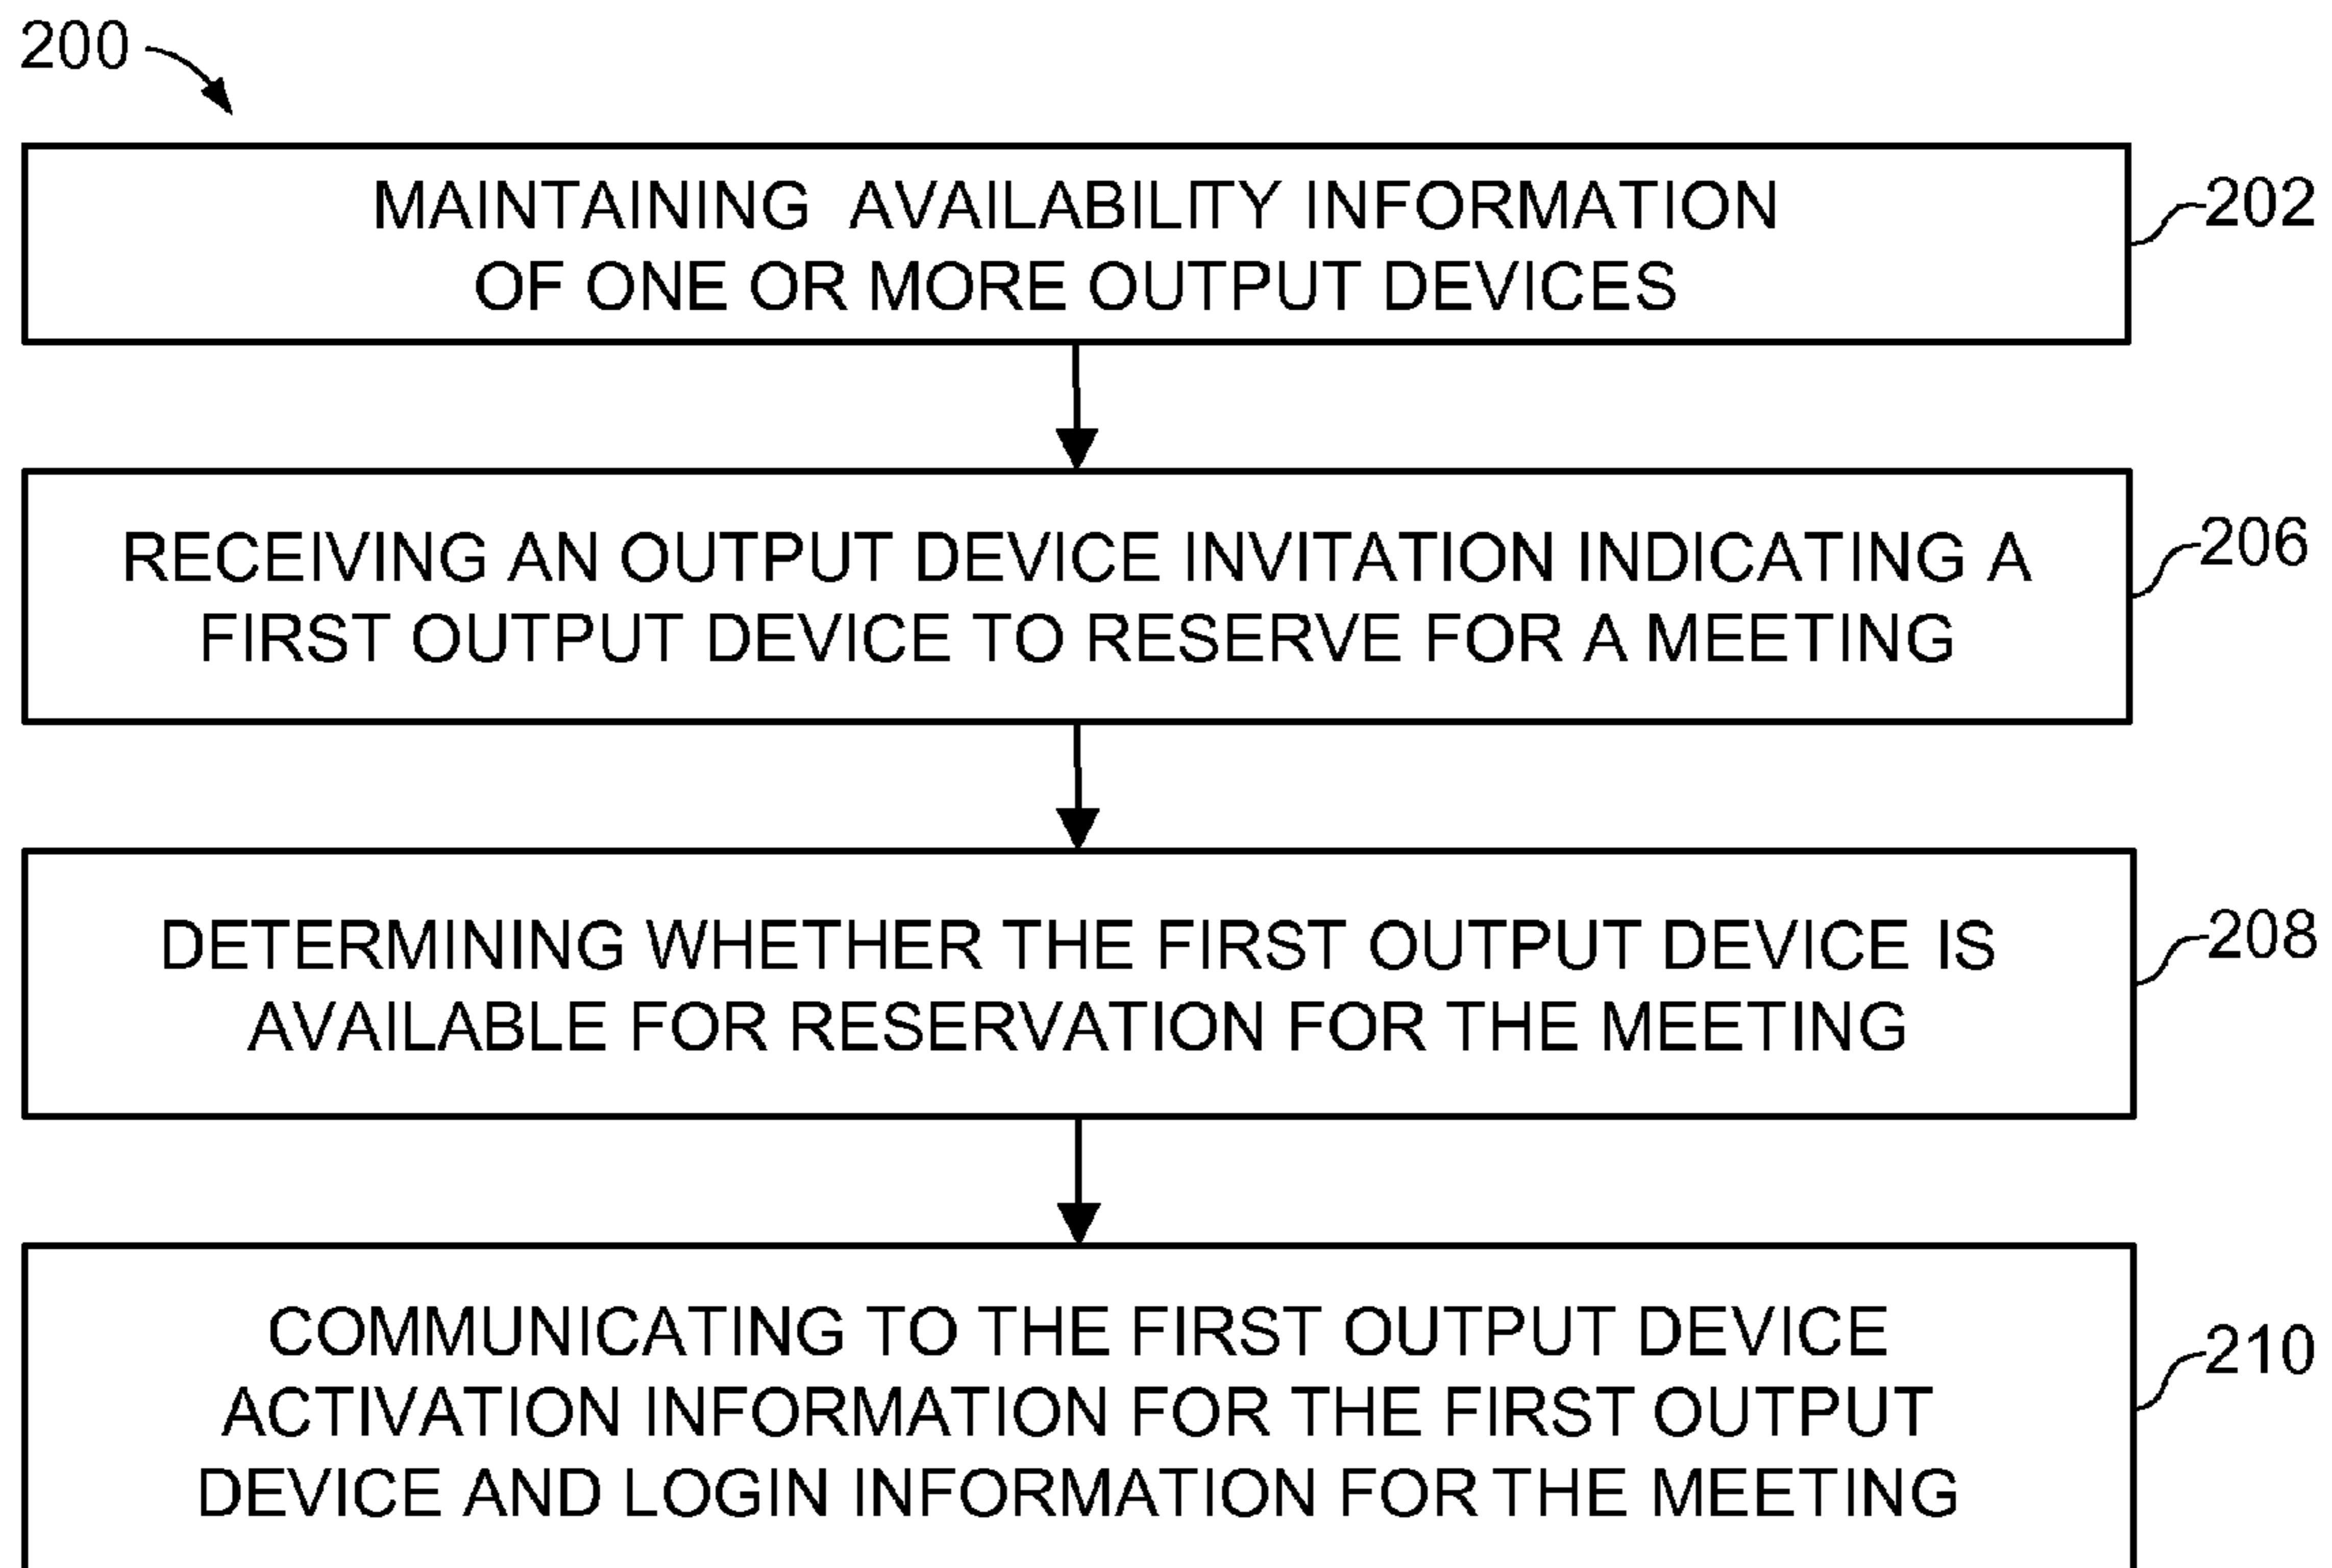 200
MAINTAINING AVAILABILITY INFORMATION
OF ONE OR MORE OUTPUT DEVICES
202
RECEIVING AN OUTPUT DEVICE INVITATION INDICATING A
FIRST OUTPUT DEVICE TO RESERVE FOR A MEETING
206
DETERMINING WHETHER THE FIRST OUTPUT DEVICE IS
AVAILABLE FOR RESERVATION FOR THE MEETING
208
COMMUNICATING TO THE FIRST OUTPUT DEVICE
ACTIVATION INFORMATION FOR THE FIRST OUTPUT
DEVICE AND LOGIN INFORMATION FOR THE MEETING
210